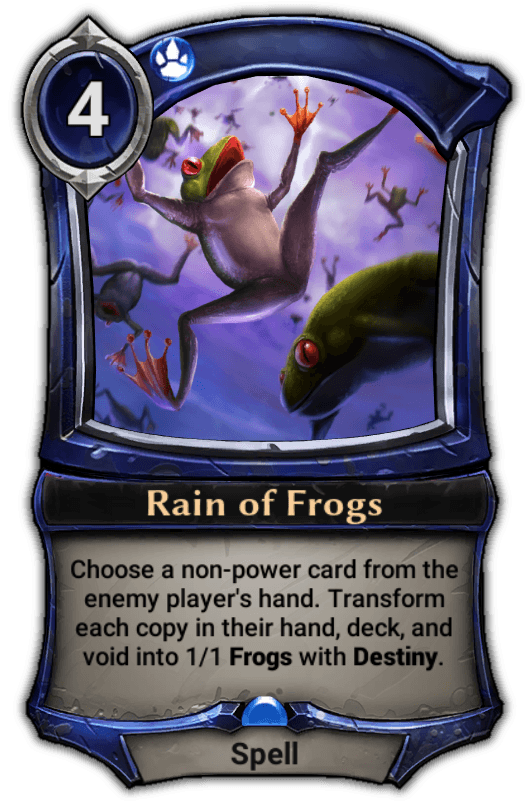 4
Rain of Frogs
Choose a non-power card from the
enemy player's hand. Transform
each copy in their hand, deck, and
void into 1/1 Frogs with Destiny.
Spell